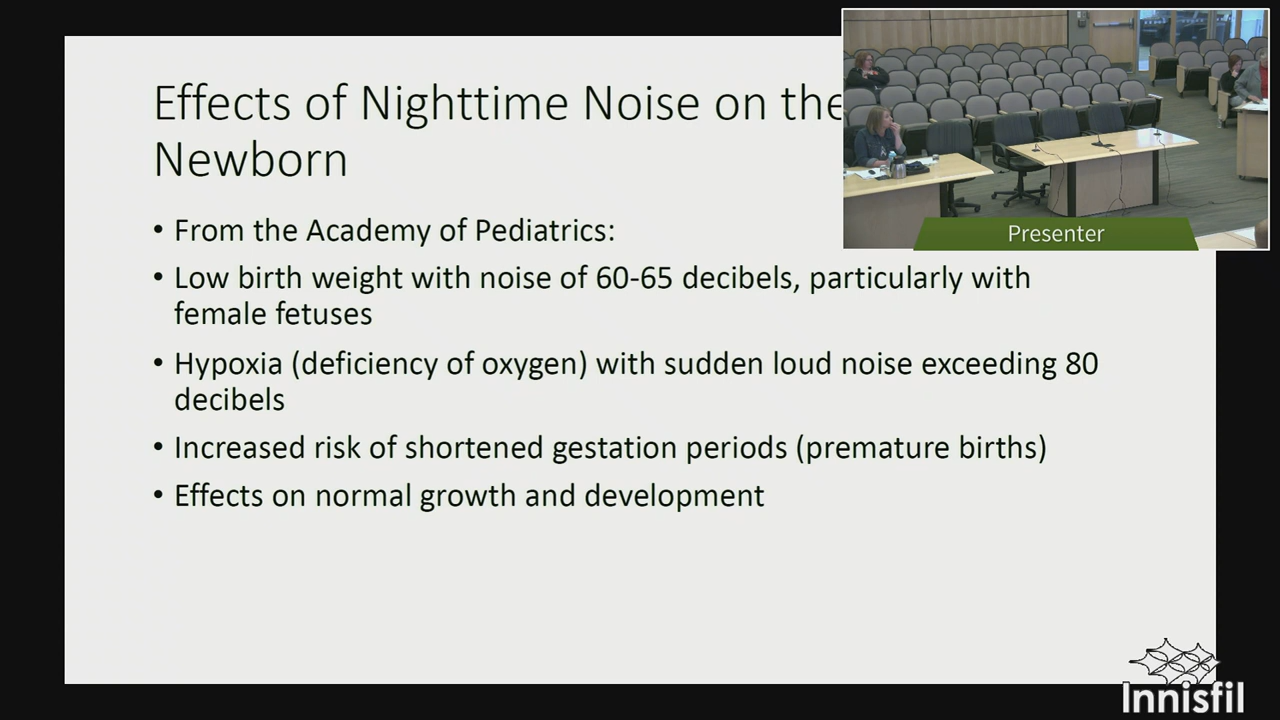 Effects of Nighttime Noise on the
Newborn
• From the Academy of Pediatrics:
• Low birth weight with noise of 60-65 decibels, particularly with
female fetuses
• Hypoxia (deficiency of oxygen) with sudden loud noise exceeding 80
decibels
• Increased risk of shortened gestation periods (premature births)
• Effects on normal growth and development
Presenter
Innisfil